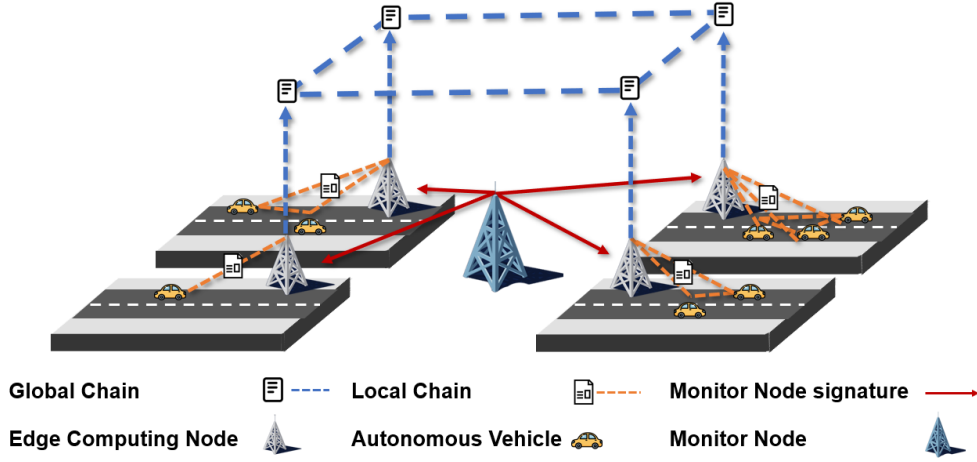 Global Chain
Local Chain
Monitor Node signature
Edge Computing Node
Autonomous Vehicle
Monitor Node